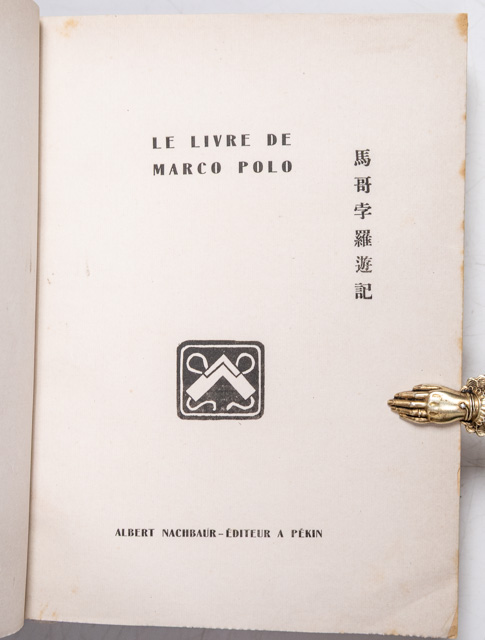 LE LIVRE DE
MARCO POLO
馬哥孛羅遊記
ALBERT NACHBAUR-ÉDITEUR A PÉKIN